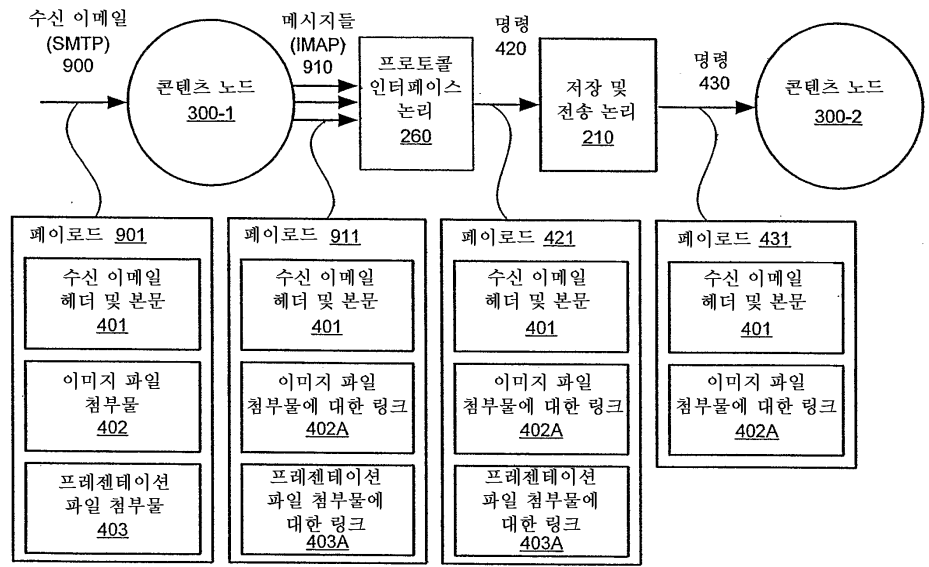 수신 이메일
(SMTP)
900
콘텐츠 노드
300-1
메시지들
(IMAP)
910
프로토콜
인터페이스
논리
260
명령
420
저장 및
전송 논리
210
명령
430
콘텐츠 노드
300-2
페이로드 901
수신 이메일
헤더 및 본문
401
이미지 파일
첨부물
402
프레젠테이션
파일 첨부물
403
페이로드 911
수신 이메일
헤더 및 본문
401
이미지 파일
첨부물에 대한 링크
402A
프레젠테이션
파일 첨부물에
대한 링크
403A
페이로드 421
수신 이메일
헤더 및 본문
401
이미지 파일
첨부물에 대한 링크
402A
프레젠테이션
파일 첨부물에
대한 링크
403A
페이로드 431
수신 이메일
헤더 및 본문
401
이미지 파일
첨부물에 대한 링크
402A